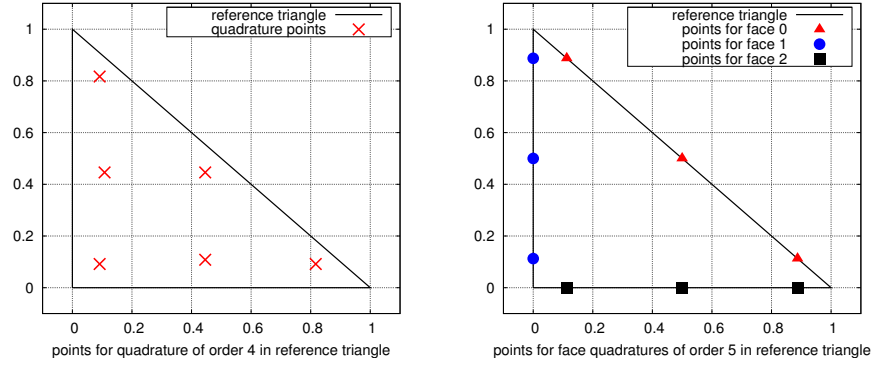 reference triangle
quadrature points
1
0.8
0.6
0.4
0.2
0
0 0.2 0.4 0.6 0.8 1
points for quadrature of order 4 in reference triangle
reference triangle
points for face 0
points for face 1
points for face 2
1
0.8
0.6
0.4
0.2
0
0 0.2 0.4 0.6 0.8 1
points for face quadratures of order 5 in reference triangle